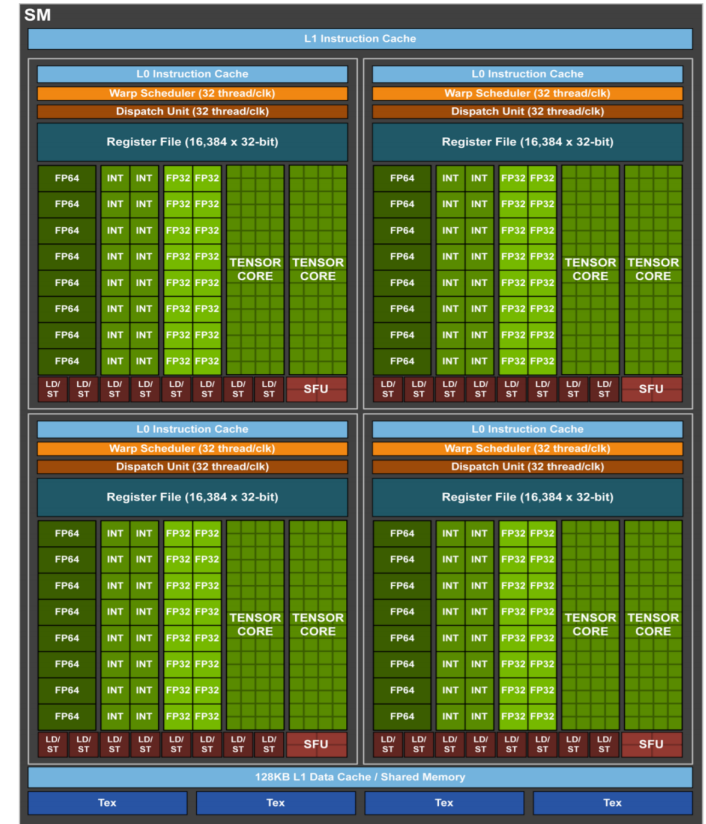 SM
L1 Instruction Cache
L0 Instruction Cache
Warp Scheduler (32 thread/clk)
Dispatch Unit (32 thread/clk)
Register File (16,384 x 32-bit)
FP64 INT INT FP32 FP32
FP64 INT INT FP32 FP32
FP64 INT INT FP32 FP32
FP64 INT INT FP32 FP32
FP64 INT INT FP32 FP32
FP64 INT INT FP32 FP32
FP64 INT INT FP32 FP32
FP64 INT INT FP32 FP32
TENSOR TENSOR
CORE CORE
LD/ LD/ LD/ LD/ LD/ LD/ LD/ LD/
ST ST ST ST ST ST ST ST
SFU
L0 Instruction Cache
Warp Scheduler (32 thread/clk)
Dispatch Unit (32 thread/clk)
Register File (16,384 x 32-bit)
FP64 INT INT FP32 FP32
FP64 INT INT FP32 FP32
FP64 INT INT FP32 FP32
FP64 INT INT FP32 FP32
FP64 INT INT FP32 FP32
FP64 INT INT FP32 FP32
FP64 INT INT FP32 FP32
FP64 INT INT FP32 FP32
TENSOR TENSOR
CORE CORE
LD/ LD/ LD/ LD/ LD/ LD/ LD/ LD/
ST ST ST ST ST ST ST ST
SFU
L0 Instruction Cache
Warp Scheduler (32 thread/clk)
Dispatch Unit (32 thread/clk)
Register File (16,384 x 32-bit)
FP64 INT INT FP32 FP32
FP64 INT INT FP32 FP32
FP64 INT INT FP32 FP32
FP64 INT INT FP32 FP32
FP64 INT INT FP32 FP32
FP64 INT INT FP32 FP32
FP64 INT INT FP32 FP32
FP64 INT INT FP32 FP32
TENSOR TENSOR
CORE CORE
LD/ LD/ LD/ LD/ LD/ LD/ LD/ LD/
ST ST ST ST ST ST ST ST
SFU
L0 Instruction Cache
Warp Scheduler (32 thread/clk)
Dispatch Unit (32 thread/clk)
Register File (16,384 x 32-bit)
FP64 INT INT FP32 FP32
FP64 INT INT FP32 FP32
FP64 INT INT FP32 FP32
FP64 INT INT FP32 FP32
FP64 INT INT FP32 FP32
FP64 INT INT FP32 FP32
FP64 INT INT FP32 FP32
FP64 INT INT FP32 FP32
TENSOR TENSOR
CORE CORE
LD/ LD/ LD/ LD/ LD/ LD/ LD/ LD/
ST ST ST ST ST ST ST ST
SFU
128KB L1 Data Cache / Shared Memory
Tex Tex Tex Tex